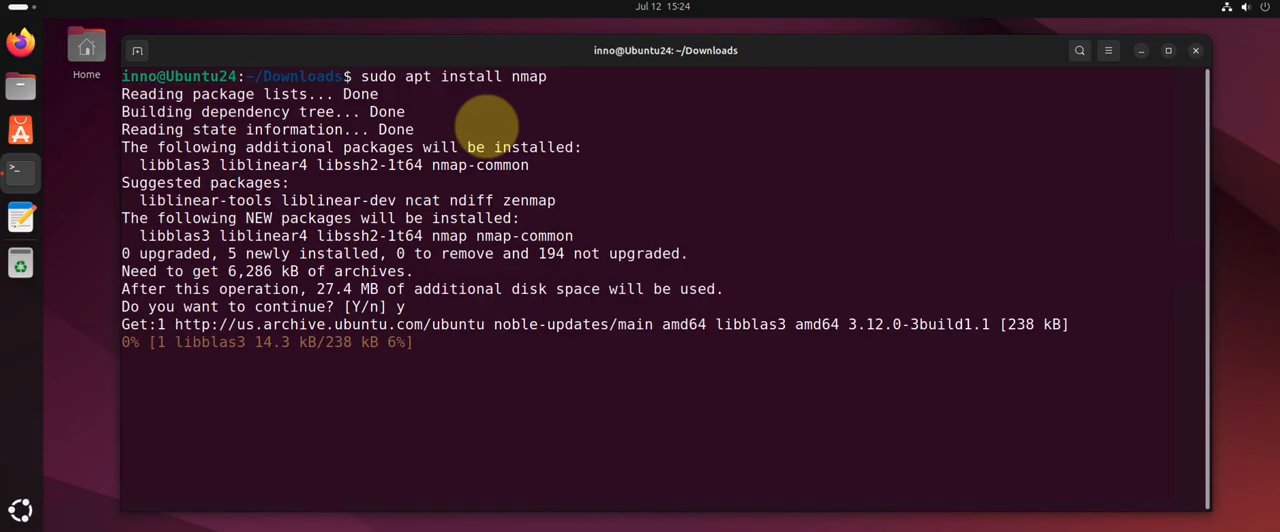 Jul 12 15:24
Home
inno@Ubuntu24: ~/Downloads
inno@Ubuntu24:~/Downloads$ sudo apt install nmap
Reading package lists... Done
Building dependency tree... Done
Reading state information... Done
The following additional packages will be installed:
  libblas3 liblinear4 libssh2-1t64 nmap-common
Suggested packages:
  liblinear-tools liblinear-dev ncat ndiff zenmap
The following NEW packages will be installed:
  libblas3 liblinear4 libssh2-1t64 nmap nmap-common
0 upgraded, 5 newly installed, 0 to remove and 194 not upgraded.
Need to get 6,286 kB of archives.
After this operation, 27.4 MB of additional disk space will be used.
Do you want to continue? [Y/n] y
Get:1 http://us.archive.ubuntu.com/ubuntu noble-updates/main amd64 libblas3 amd64 3.12.0-3build1.1 [238 kB]
0% [1 libblas3 14.3 kB/238 kB 6%]